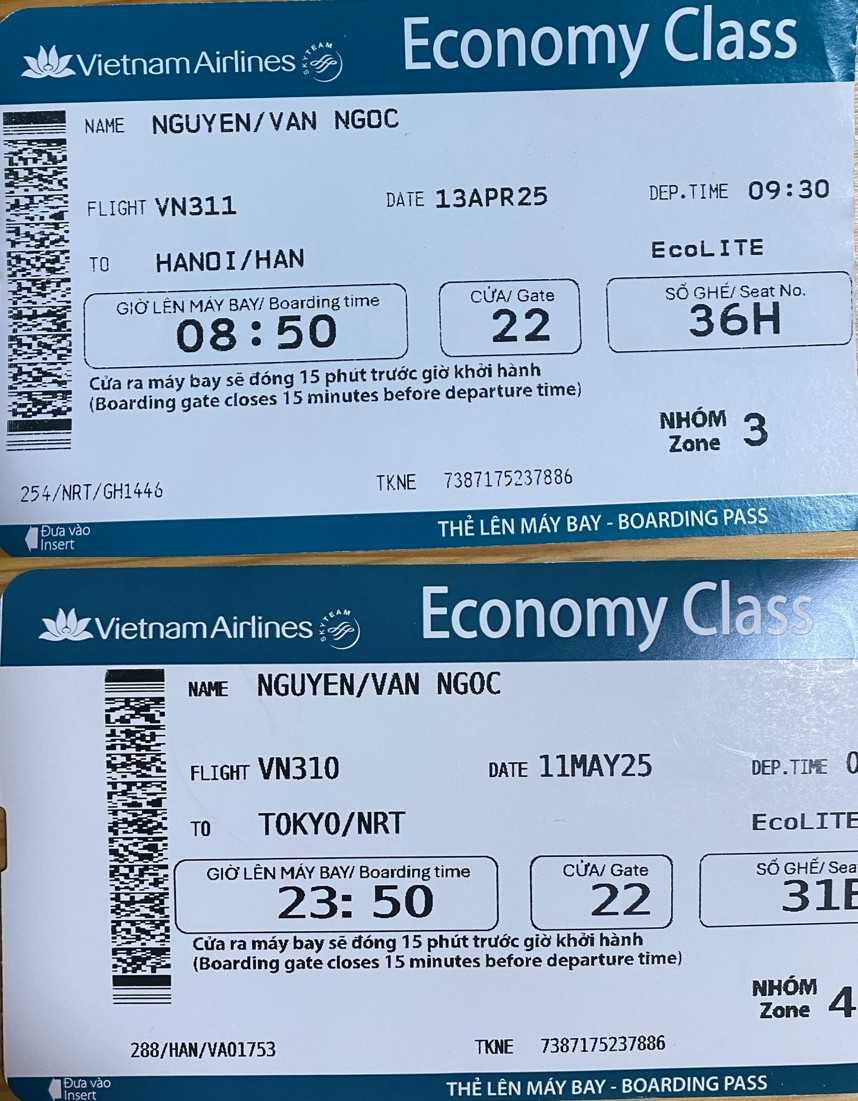 Vietnam Airlines SKYTEAM Economy Class
NAME NGUYEN/VAN NGOC
FLIGHT VN311 DATE 13APR25 DEP.TIME 09:30
TO HANOI/HAN EcoLITE
GIỜ LÊN MÁY BAY/ Boarding time CỬA/ Gate SỐ GHẾ/ Seat No.
08:50 22 36H
Cửa ra máy bay sẽ đóng 15 phút trước giờ khởi hành
(Boarding gate closes 15 minutes before departure time)
NHÓM
Zone 3
254/NRT/GH1446 TKNE 7387175237886
Đưa vào
Insert
THẺ LÊN MÁY BAY - BOARDING PASS
Vietnam Airlines SKYTEAM Economy Class
NAME NGUYEN/VAN NGOC
FLIGHT VN310 DATE 11MAY25 DEP.TIME 0
TO TOKYO/NRT EcoLITE
GIỜ LÊN MÁY BAY/ Boarding time CỬA/ Gate SỐ GHẾ/ Sea
23:50 22 31
Cửa ra máy bay sẽ đóng 15 phút trước giờ khởi hành
(Boarding gate closes 15 minutes before departure time)
NHÓM
Zone 4
288/HAN/VA01753 TKNE 7387175237886
Đưa vào
Insert
THẺ LÊN MÁY BAY - BOARDING PASS